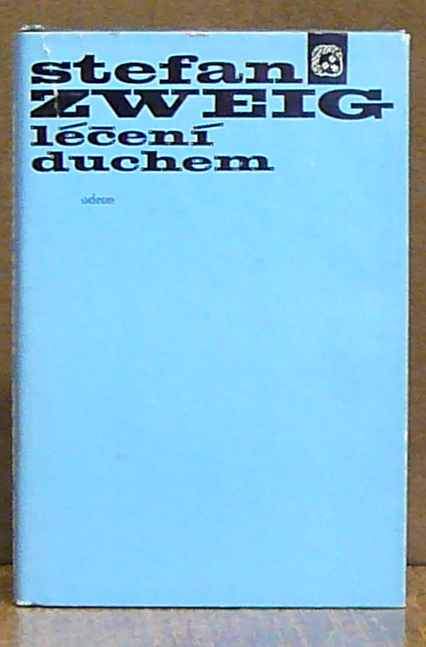 stefan
ZWEIG
léčení
duchem
odeon